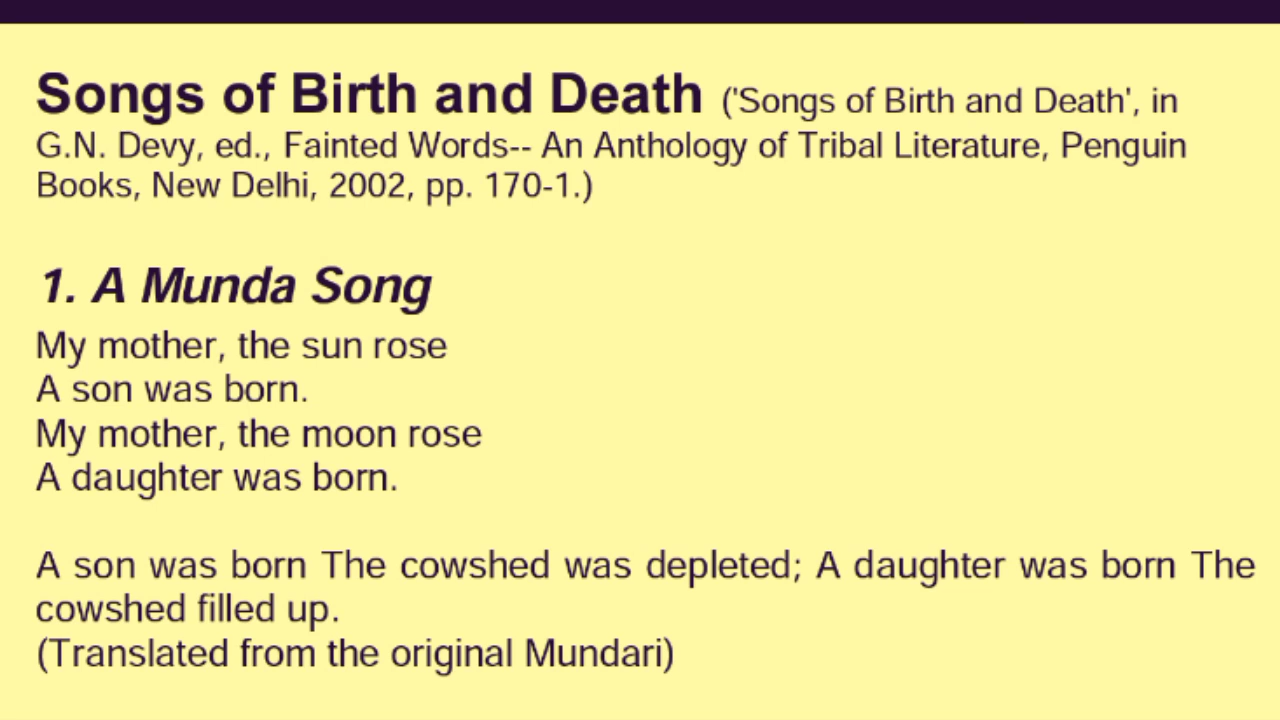 Songs of Birth and Death ('Songs of Birth and Death', in
G.N. Devy, ed., Fainted Words-- An Anthology of Tribal Literature, Penguin
Books, New Delhi, 2002, pp. 170-1.)
1. A Munda Song
My mother, the sun rose
A son was born.
My mother, the moon rose
A daughter was born.
A son was born The cowshed was depleted; A daughter was born The
cowshed filled up.
(Translated from the original Mundari)